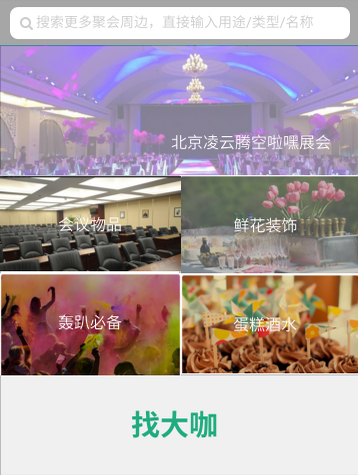 搜索更多聚会周边，直接输入用途/类型/名称
北京凌云腾空啦嘿展会
会议物品
鲜花装饰
轰趴必备
蛋糕酒水
找大咖